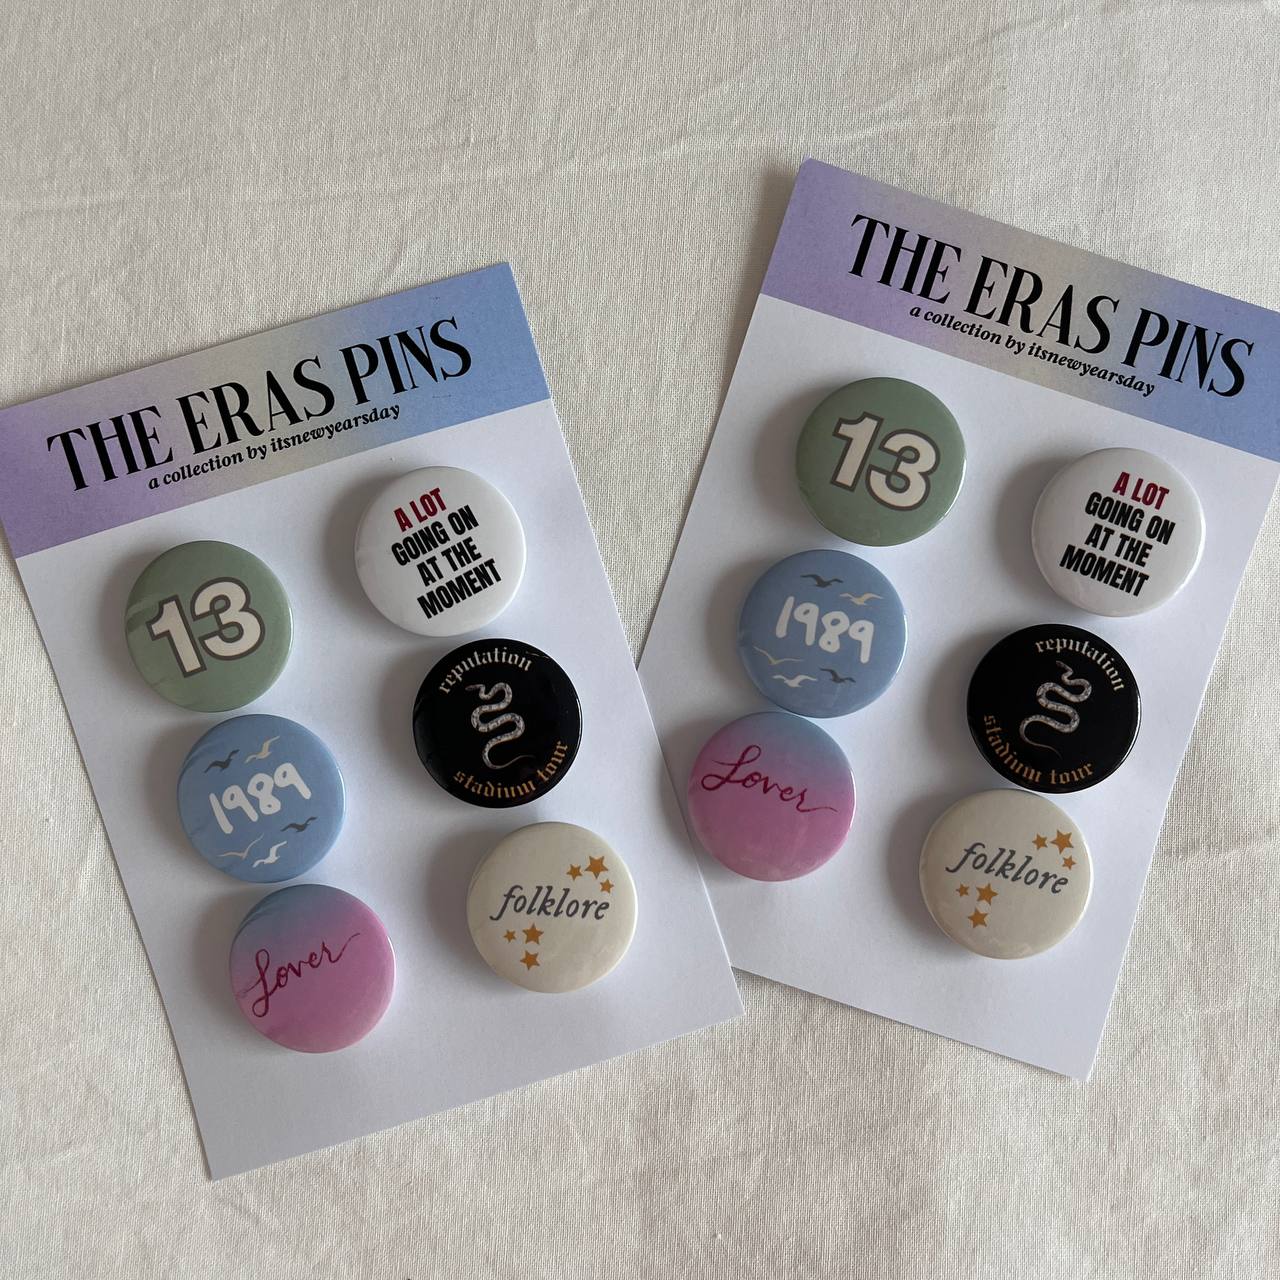 THE ERAS PINS
a collection by itsnewyearsday
13
A LOT
GOING ON
AT THE
MOMENT
1989
reputation
stadium tour
Lover
folklore
THE ERAS PINS
a collection by itsnewyearsday
13
A LOT
GOING ON
AT THE
MOMENT
1989
reputation
stadium tour
Lover
folklore